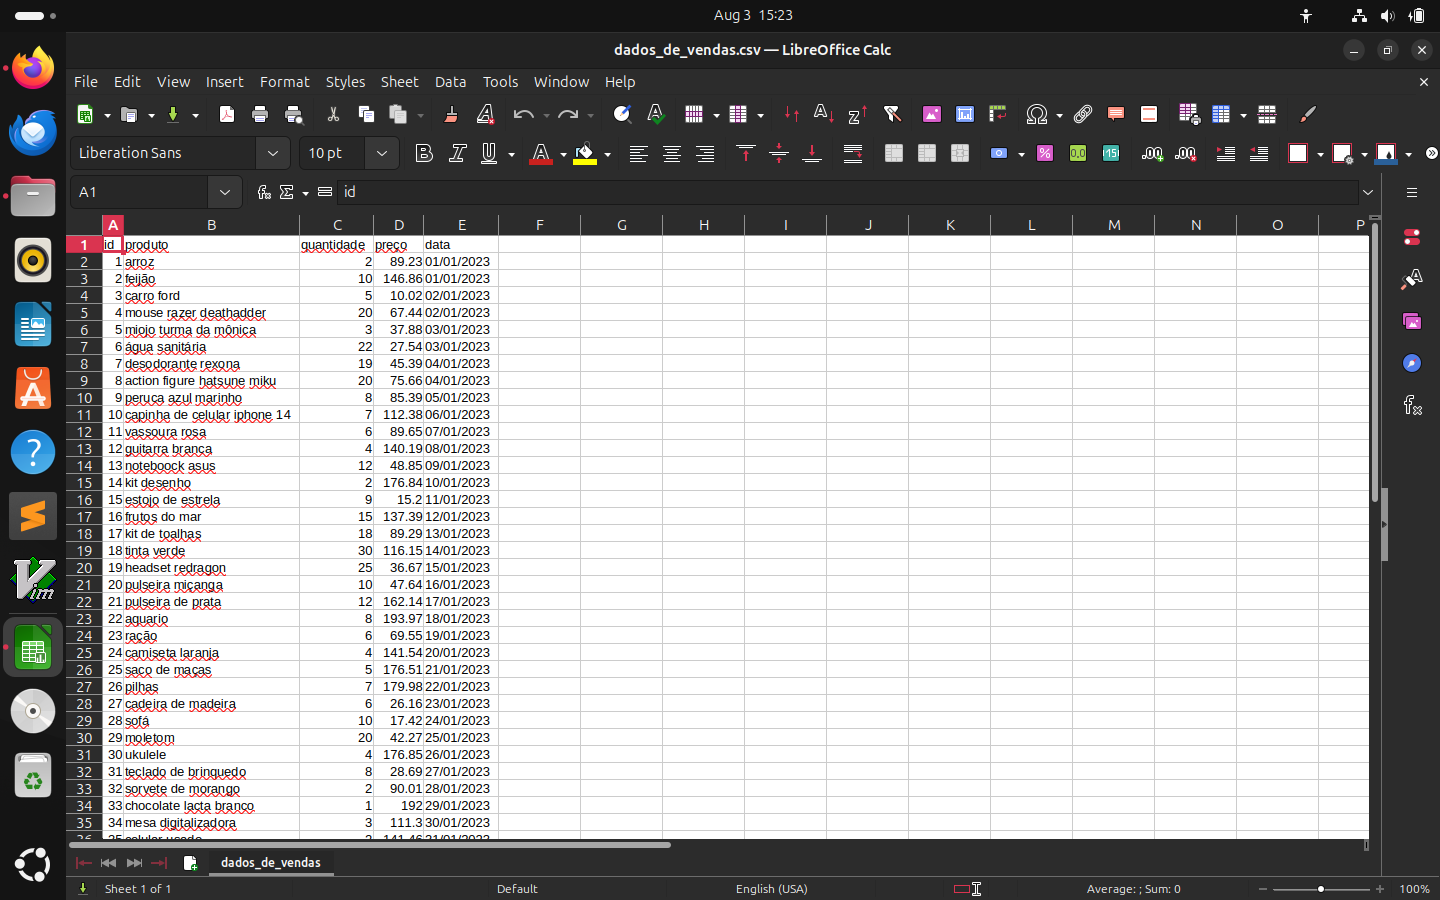 Aug 3 15:23
dados_de_vendas.csv — LibreOffice Calc
File Edit View Insert Format Styles Sheet Data Tools Window Help
Liberation Sans 10 pt
A1 id
A B C D E F G H I J K L M N O P
1 id produto quantidade preço data
2 1 arroz 2 89.23 01/01/2023
3 2 feijão 10 146.86 01/01/2023
4 3 carro ford 5 10.02 02/01/2023
5 4 mouse razer deathadder 20 67.44 02/01/2023
6 5 miojo turma da mônica 3 37.88 03/01/2023
7 6 água sanitária 22 27.54 03/01/2023
8 7 desodorante rexona 19 45.39 04/01/2023
9 8 action figure hatsune miku 20 75.66 04/01/2023
10 9 peruca azul marinho 8 85.39 05/01/2023
11 10 capinha de celular iphone 14 7 112.38 06/01/2023
12 11 vassoura rosa 6 89.65 07/01/2023
13 12 guitarra branca 4 140.19 08/01/2023
14 13 noteboock asus 12 48.85 09/01/2023
15 14 kit desenho 2 176.84 10/01/2023
16 15 estojo de estrela 9 15.2 11/01/2023
17 16 frutos do mar 15 137.39 12/01/2023
18 17 kit de toalhas 18 89.29 13/01/2023
19 18 tinta verde 30 116.15 14/01/2023
20 19 headset redragon 25 36.67 15/01/2023
21 20 pulseira miçanga 10 47.64 16/01/2023
22 21 pulseira de prata 12 162.14 17/01/2023
23 22 aquario 8 193.97 18/01/2023
24 23 ração 6 69.55 19/01/2023
25 24 camiseta laranja 4 141.54 20/01/2023
26 25 saco de maças 5 176.51 21/01/2023
27 26 pilhas 7 179.98 22/01/2023
28 27 cadeira de madeira 6 26.16 23/01/2023
29 28 sofá 10 17.42 24/01/2023
30 29 moletom 20 42.27 25/01/2023
31 30 ukulele 4 176.85 26/01/2023
32 31 teclado de brinquedo 8 28.69 27/01/2023
33 32 sorvete de morango 2 90.01 28/01/2023
34 33 chocolate lacta branco 1 192 29/01/2023
35 34 mesa digitalizadora 3 111.3 30/01/2023
dados_de_vendas
Sheet 1 of 1 Default English (USA) Average: ; Sum: 0 100%